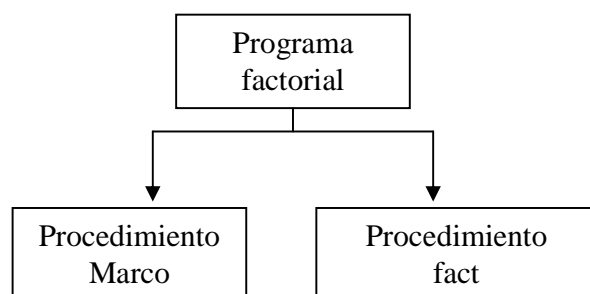 Programa
factorial
Procedimiento
Marco
Procedimiento
fact